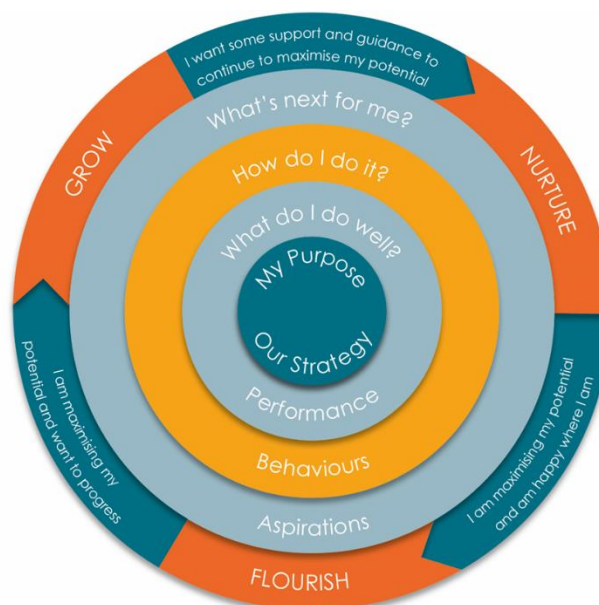 I want some support and guidance to
continue to maximise my potential
What's next for me?
How do I do it?
What do I do well?
My Purpose
Our Strategy
Performance
Behaviours
Aspirations
GROW
NURTURE
I am maximising my
potential and want to progress
I am maximising my potential
and am happy where I am
FLOURISH